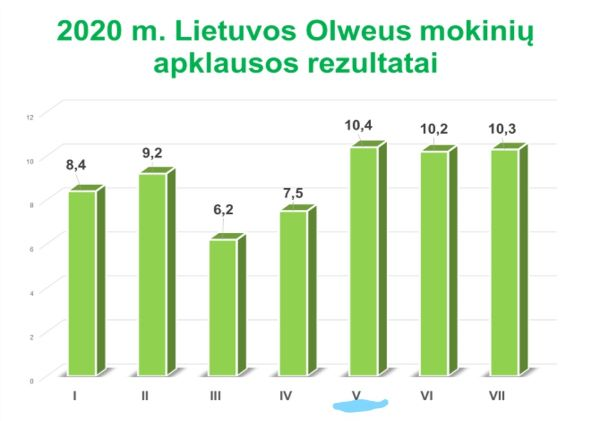 2020 m. Lietuvos Olweus mokinių
apklausos rezultatai
12
10
8
6
4
2
0
8,4
9,2
6,2
7,5
10,4
10,2
10,3
I
II
III
IV
V
VI
VII